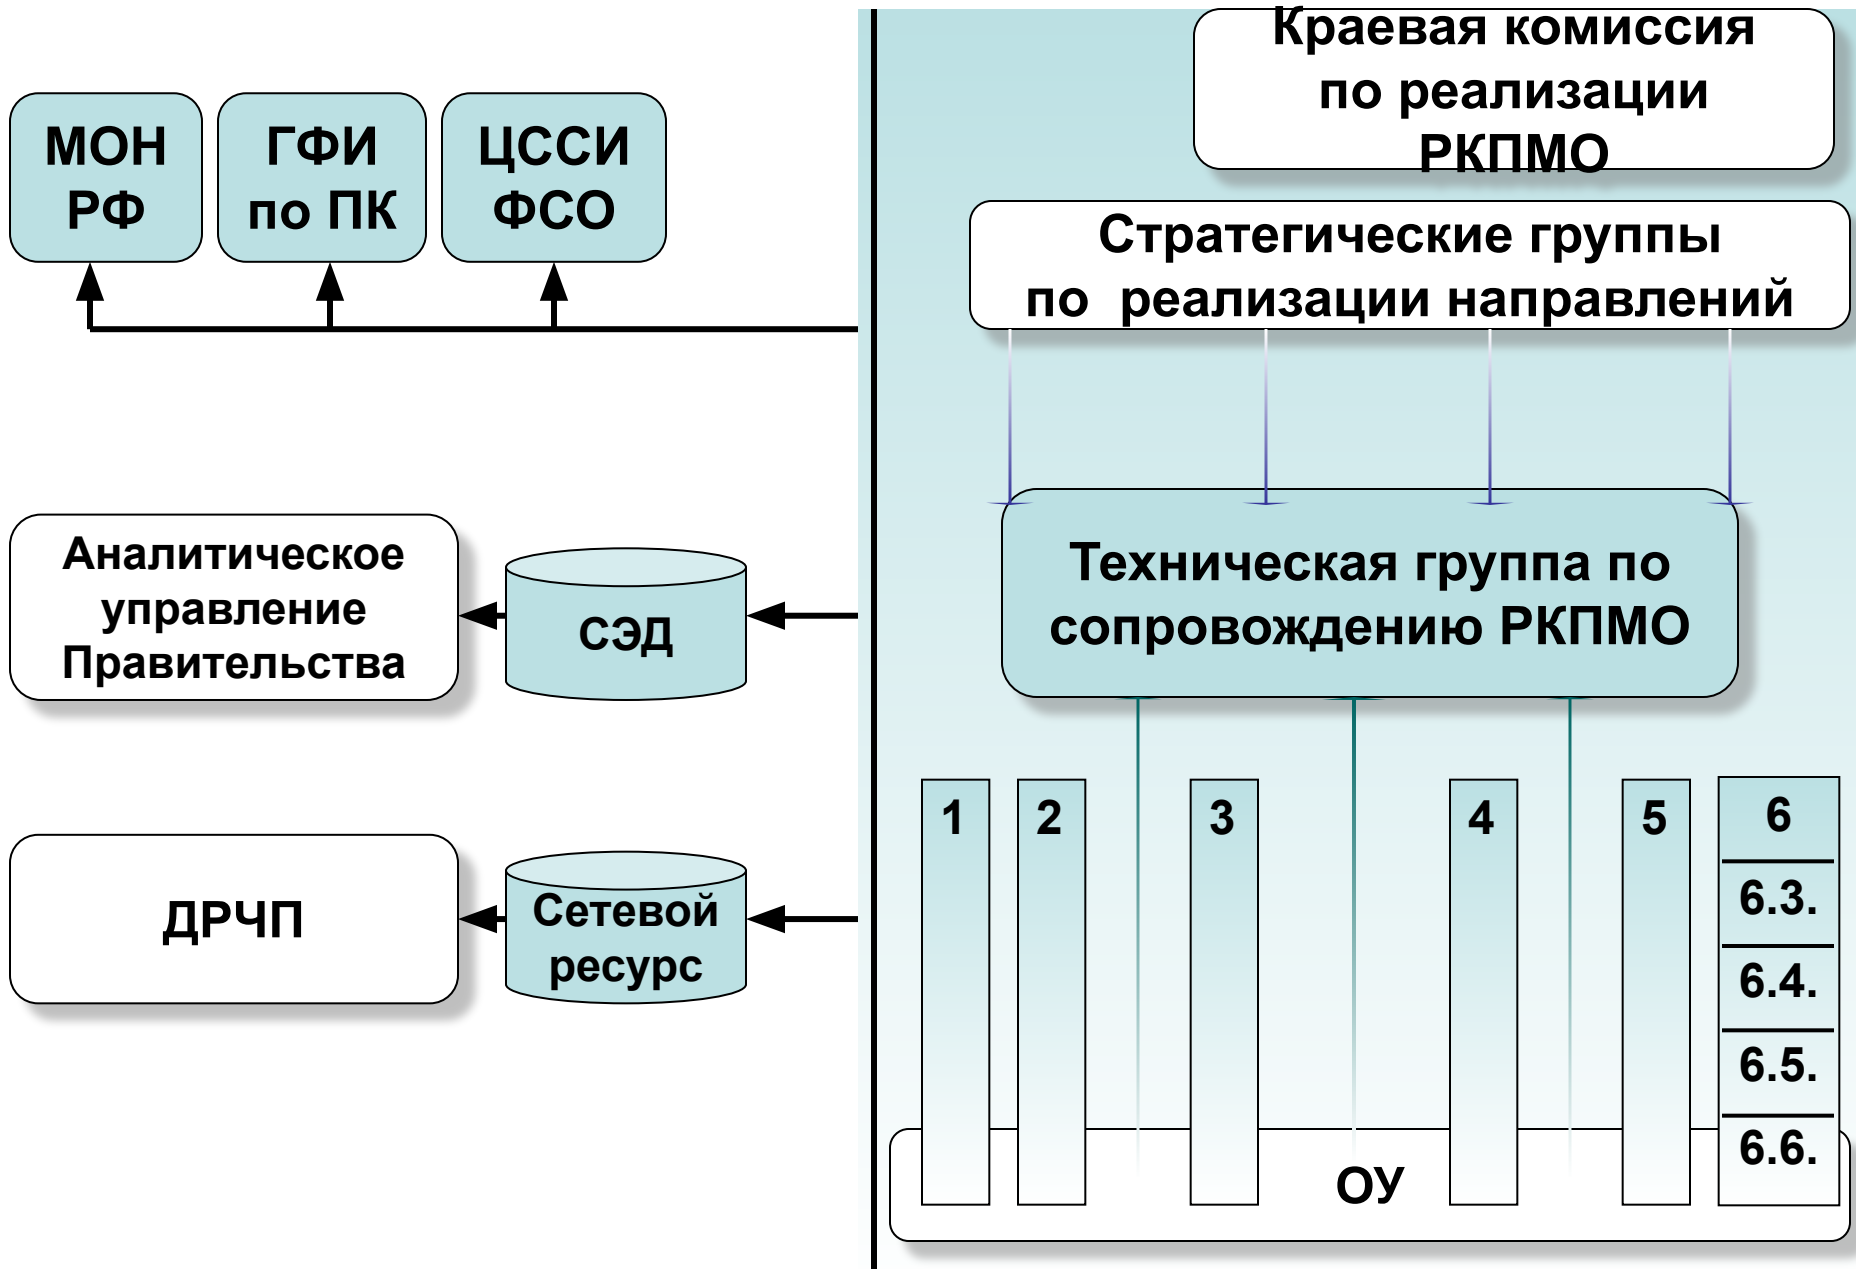 МОН
РФ
ГФИ
по ПК
ЦССИ
ФСО
Краевая комиссия
по реализации
РКПМО
Стратегические группы
по реализации направлений
Аналитическое
управление
Правительства
СЭД
Техническая группа по
сопровождению РКПМО
ДРЧП
Сетевой
ресурс
1
2
3
4
5
6
6.3.
6.4.
6.5.
6.6.
ОУ